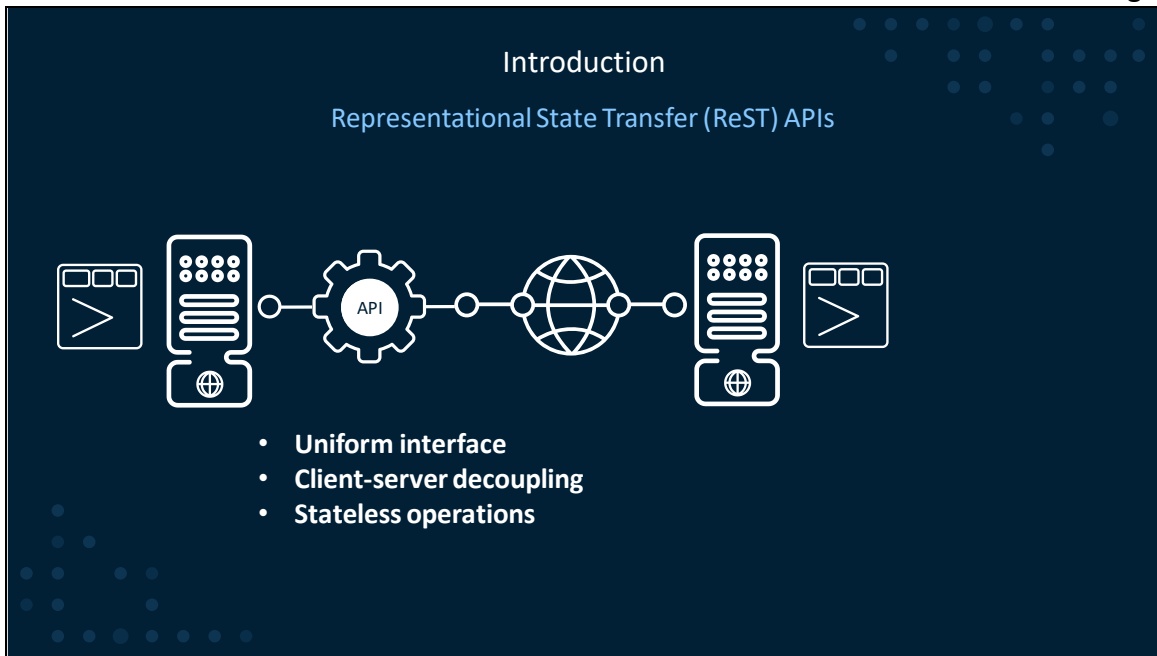 Introduction
Representational State Transfer (ReST) APIs
API
• Uniform interface
• Client-server decoupling
• Stateless operations